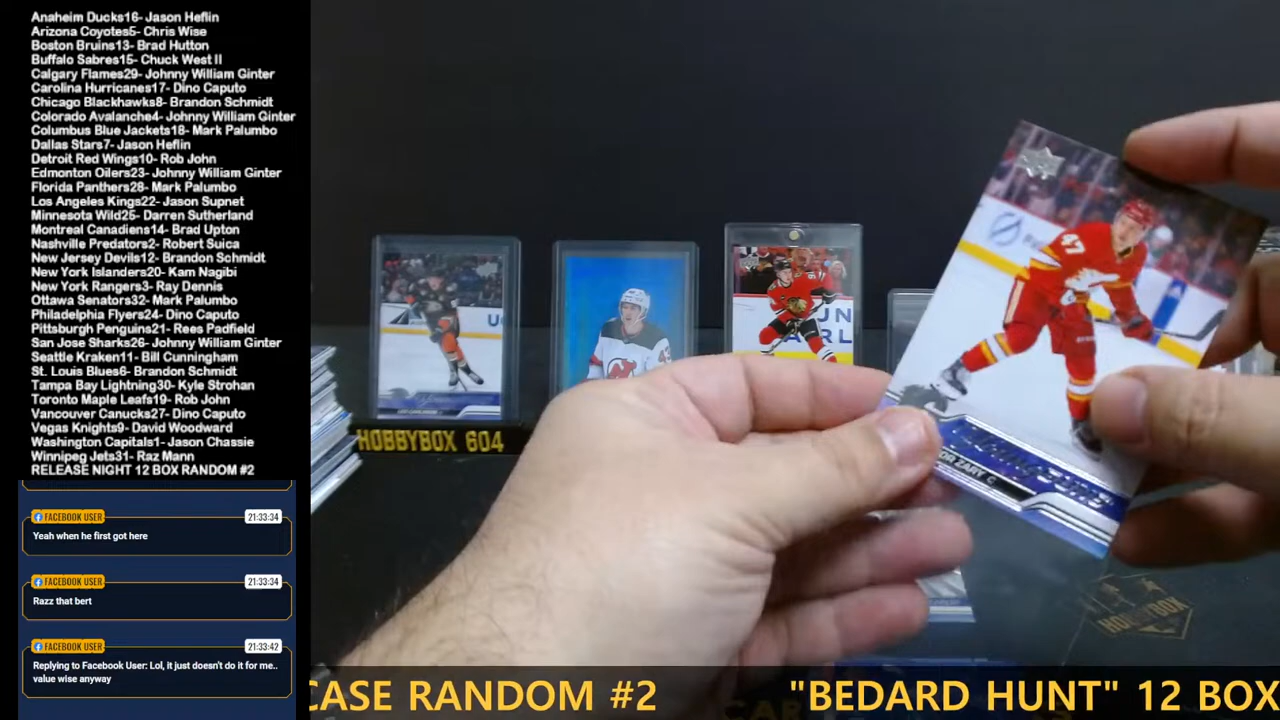 Anaheim Ducks16- Jason Heflin
Arizona Coyotes5- Chris Wise
Boston Bruins13- Brad Hutton
Buffalo Sabres15- Chuck West II
Calgary Flames29- Johnny William Ginter
Carolina Hurricanes17- Dino Caputo
Chicago Blackhawks8- Brandon Schmidt
Colorado Avalanche4- Johnny William Ginter
Columbus Blue Jackets18- Mark Palumbo
Dallas Stars7- Jason Heflin
Detroit Red Wings10- Rob John
Edmonton Oilers23- Johnny William Ginter
Florida Panthers28- Mark Palumbo
Los Angeles Kings22- Jason Supnet
Minnesota Wild25- Darren Sutherland
Montreal Canadiens14- Brad Upton
Nashville Predators2- Robert Suica
New Jersey Devils12- Brandon Schmidt
New York Islanders20- Kam Nagibi
New York Rangers3- Ray Dennis
Ottawa Senators32- Mark Palumbo
Philadelphia Flyers24- Dino Caputo
Pittsburgh Penguins21- Rees Padfield
San Jose Sharks26- Johnny William Ginter
Seattle Kraken11- Bill Cunningham
St. Louis Blues6- Brandon Schmidt
Tampa Bay Lightning30- Kyle Strohan
Toronto Maple Leafs19- Rob John
Vancouver Canucks27- Dino Caputo
Vegas Knights9- David Woodward
Washington Capitals1- Jason Chassie
Winnipeg Jets31- Raz Mann
RELEASE NIGHT 12 BOX RANDOM #2
FACEBOOK USER 21:33:34
Yeah when he first got here
FACEBOOK USER 21:33:34
Razz that bert
FACEBOOK USER 21:33:42
Replying to Facebook User: Lol, it just doesn't do it for me..
value wise anyway
HOBBYBOX 604
47
OR ZARY C
HOBBYBOX
CASE RANDOM #2 "BEDARD HUNT" 12 BOX